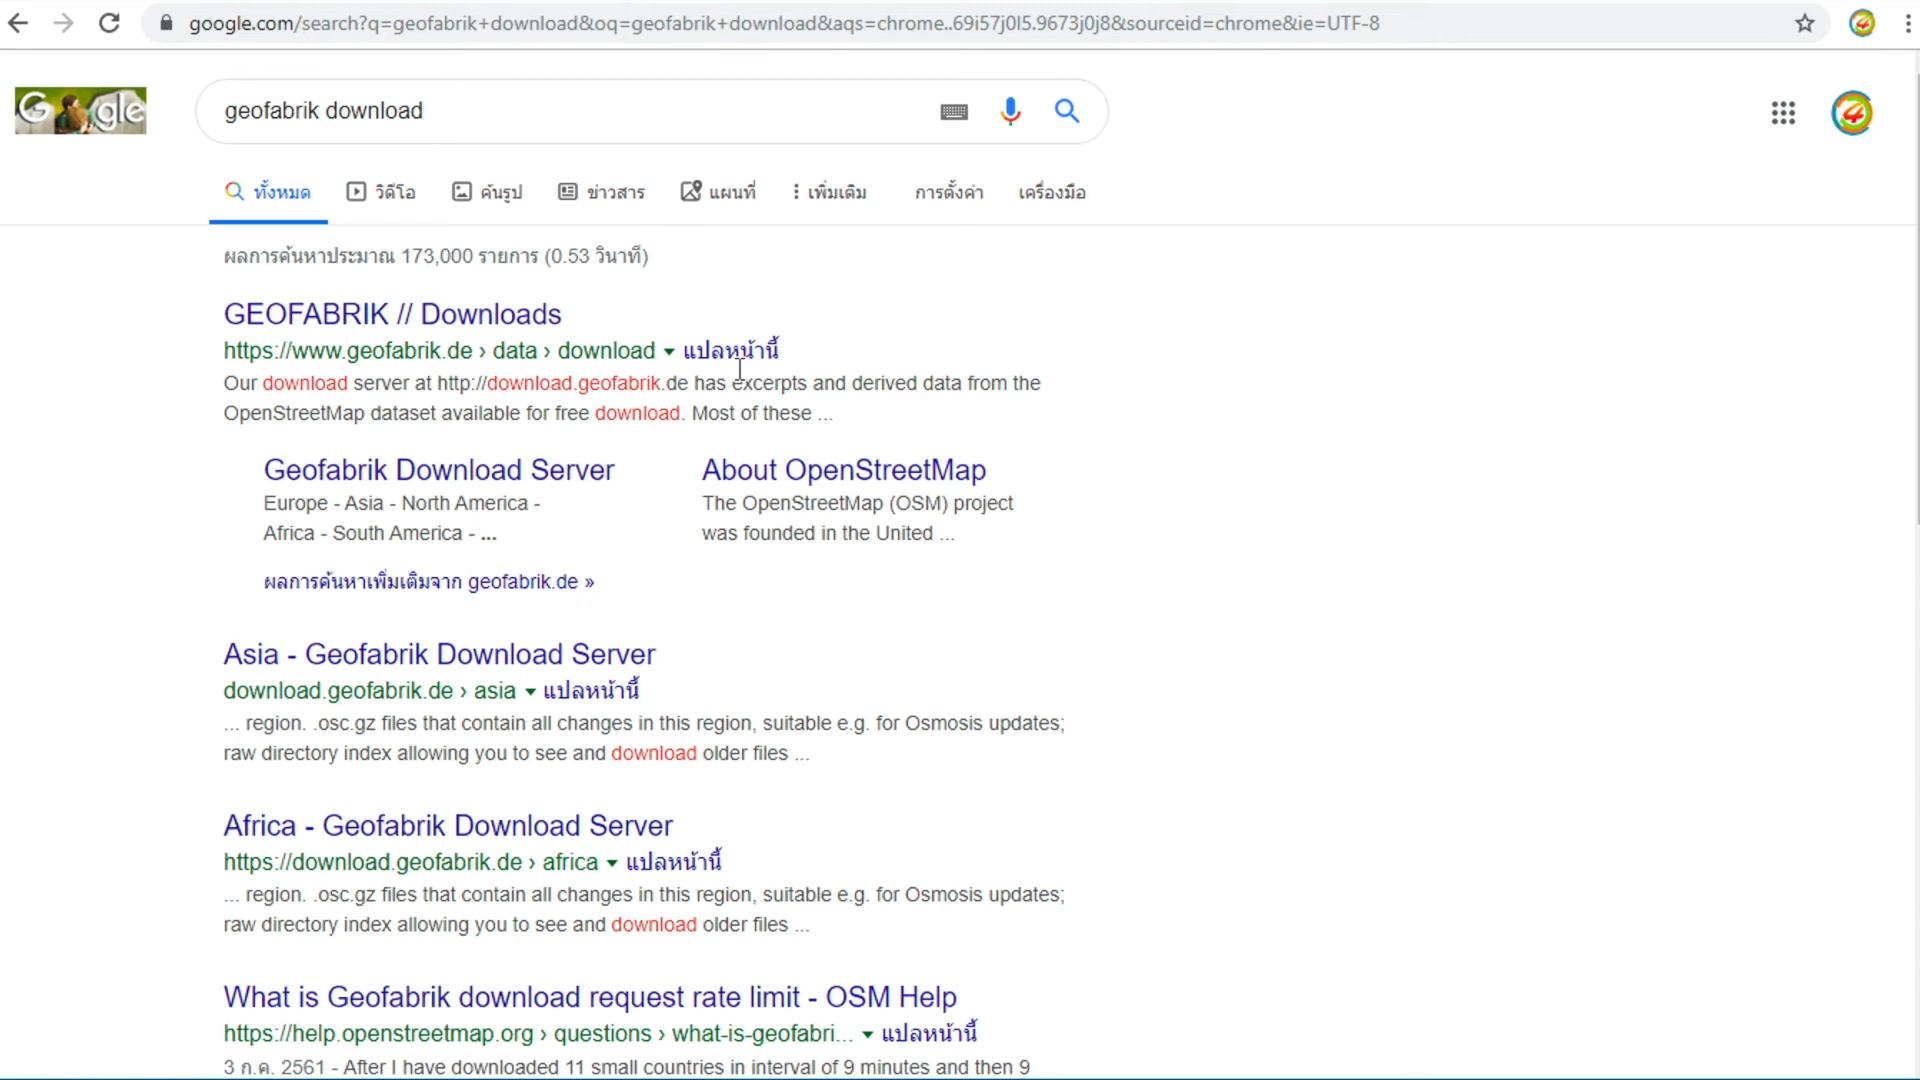 google.com/search?q=geofabrik+download&oq=geofabrik+download&aqs=chrome..69i57j0l5.9673j0j8&sourceid=chrome&ie=UTF-8
G gle
geofabrik download
ทั้งหมด วิดีโอ ค้นรูป ข่าวสาร แผนที่ เพิ่มเติม การตั้งค่า เครื่องมือ
ผลการค้นหาประมาณ 173,000 รายการ (0.53 วินาที)
GEOFABRIK // Downloads
https://www.geofabrik.de › data › download ▾ แปลหน้านี้
Our download server at http://download.geofabrik.de has excerpts and derived data from the
OpenStreetMap dataset available for free download. Most of these ...
Geofabrik Download Server
Europe - Asia - North America -
Africa - South America - ...
About OpenStreetMap
The OpenStreetMap (OSM) project
was founded in the United ...
ผลการค้นหาเพิ่มเติมจาก geofabrik.de »
Asia - Geofabrik Download Server
download.geofabrik.de › asia ▾ แปลหน้านี้
... region. .osc.gz files that contain all changes in this region, suitable e.g. for Osmosis updates;
raw directory index allowing you to see and download older files ...
Africa - Geofabrik Download Server
https://download.geofabrik.de › africa ▾ แปลหน้านี้
... region. .osc.gz files that contain all changes in this region, suitable e.g. for Osmosis updates;
raw directory index allowing you to see and download older files ...
What is Geofabrik download request rate limit - OSM Help
https://help.openstreetmap.org › questions › what-is-geofabri... ▾ แปลหน้านี้
3 ก.ค. 2561 - After I have downloaded 11 small countries in interval of 9 minutes and then 9